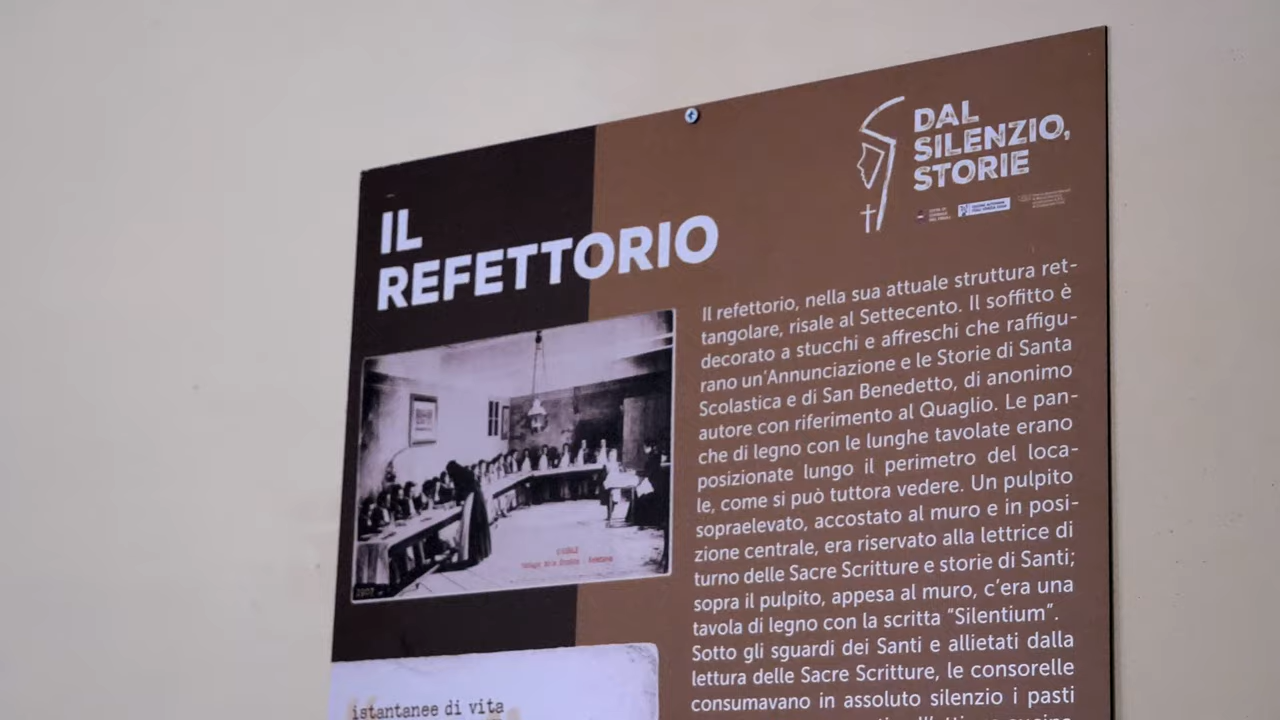 DAL
SILENZIO,
STORIE
IL
REFETTORIO
Il refettorio, nella sua attuale struttura ret-
tangolare, risale al Settecento. Il soffitto è
decorato a stucchi e affreschi che raffigu-
rano un'Annunciazione e le Storie di Santa
Scolastica e di San Benedetto, di anonimo
autore con riferimento al Quaglio. Le pan-
che di legno con le lunghe tavolate erano
posizionate lungo il perimetro del loca-
le, come si può tuttora vedere. Un pulpito
sopraelevato, accostato al muro e in posi-
zione centrale, era riservato alla lettrice di
turno delle Sacre Scritture e storie di Santi;
sopra il pulpito, appesa al muro, c'era una
tavola di legno con la scritta "Silentium".
Sotto gli sguardi dei Santi e allietati dalla
lettura delle Sacre Scritture, le consorelle
consumavano in assoluto silenzio i pasti
istantanee di vita